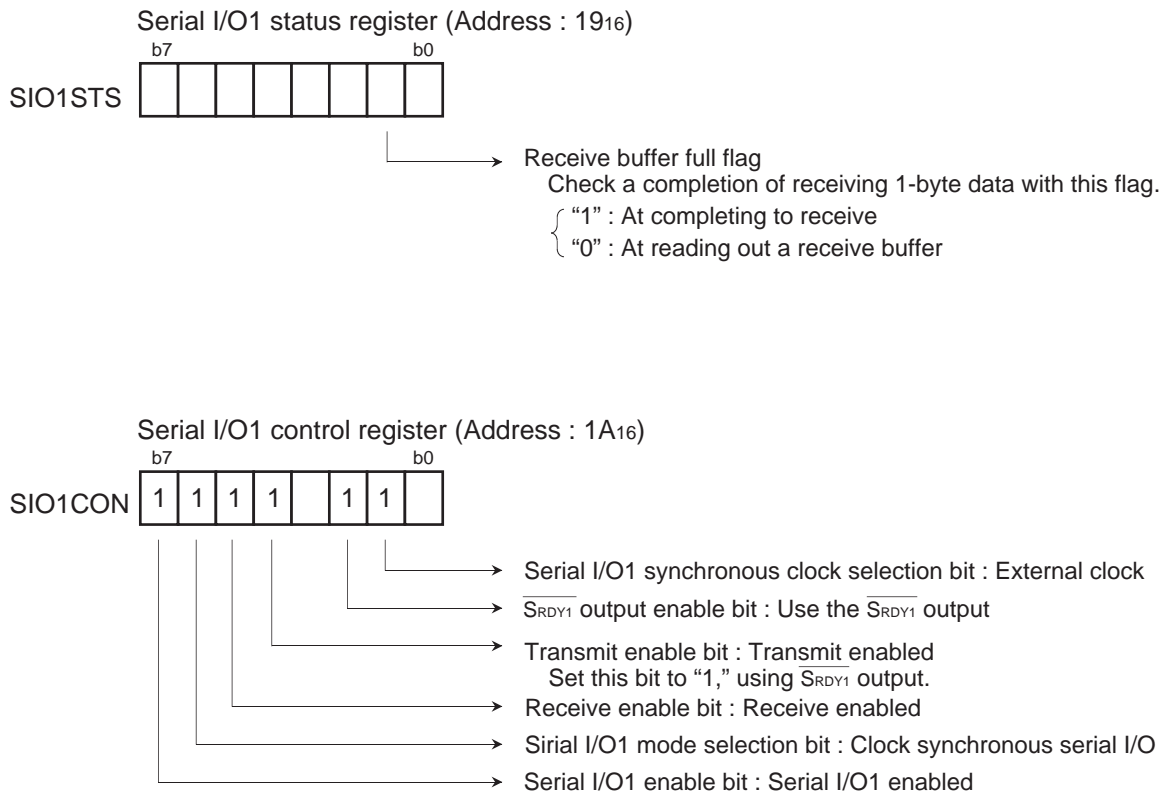 Serial I/O1 status register (Address : 1916)
b7 b0
SIO1STS
Receive buffer full flag
Check a completion of receiving 1-byte data with this flag.
“1” : At completing to receive
“0” : At reading out a receive buffer
Serial I/O1 control register (Address : 1A16)
b7 b0
SIO1CON 1 1 1 1 1 1
Serial I/O1 synchronous clock selection bit : External clock
SRDY1 output enable bit : Use the SRDY1 output
Transmit enable bit : Transmit enabled
Set this bit to “1,” using SRDY1 output.
Receive enable bit : Receive enabled
Sirial I/O1 mode selection bit : Clock synchronous serial I/O
Serial I/O1 enable bit : Serial I/O1 enabled